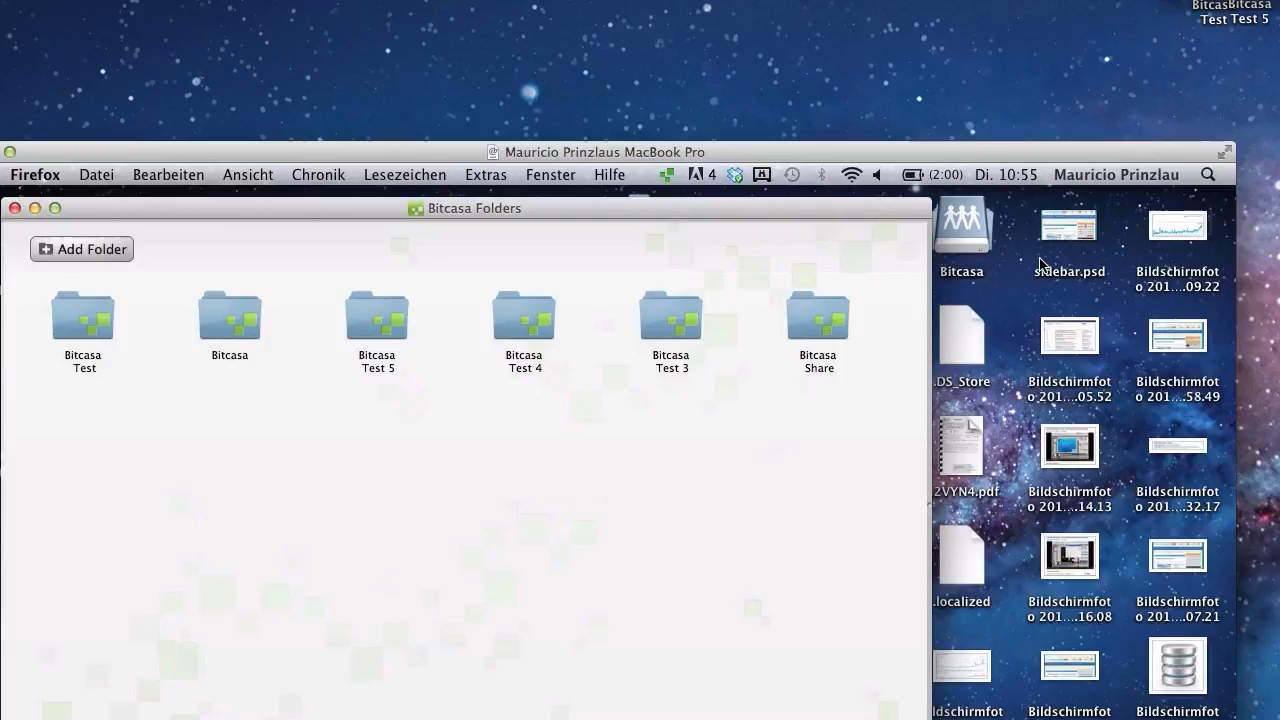 BitcasBitcasa
Test Test 5
Mauricio Prinzlaus MacBook Pro
Firefox Datei Bearbeiten Ansicht Chronik Lesezeichen Extras Fenster Hilfe 4 (2:00) Di. 10:55 Mauricio Prinzlau
Bitcasa Folders
Add Folder
Bitcasa
Test
Bitcasa
Bitcasa
Test 5
Bitcasa
Test 4
Bitcasa
Test 3
Bitcasa
Share
Bitcasa
sidebar.psd
Bildschirmfot
o 201....09.22
.DS_Store
Bildschirmfot
o 201....05.52
Bildschirmfot
o 201....58.49
2VYN4.pdf
Bildschirmfot
o 201....14.13
Bildschirmfot
o 201....32.17
.localized
Bildschirmfot
o 201....16.08
Bildschirmfot
o 201....07.21
ldschirmfot
Bildschirmfot
Bildschirmfot